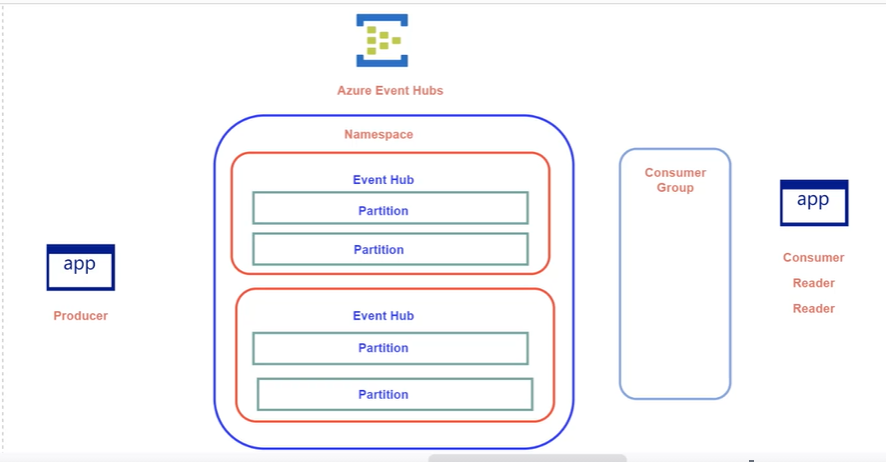 Azure Event Hubs
Namespace
Event Hub
Partition
Partition
app
Producer
Event Hub
Partition
Partition
Consumer
Group
app
Consumer
Reader
Reader